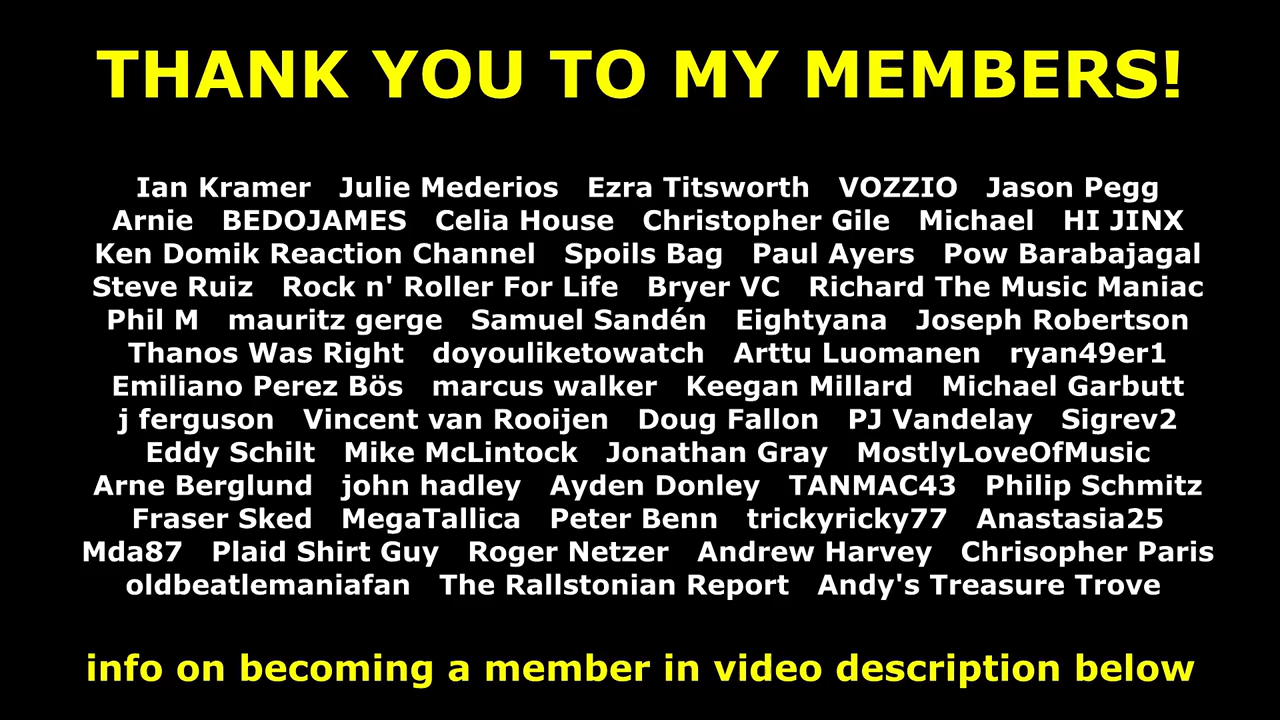 THANK YOU TO MY MEMBERS!
Ian Kramer Julie Mederios Ezra Titsworth VOZZIO Jason Pegg
Arnie BEDOJAMES Celia House Christopher Gile Michael HI JINX
Ken Domik Reaction Channel Spoils Bag Paul Ayers Pow Barabajagal
Steve Ruiz Rock n' Roller For Life Bryer VC Richard The Music Maniac
Phil M mauritz gerge Samuel Sandén Eightyana Joseph Robertson
Thanos Was Right doyouliketowatch Arttu Luomanen ryan49er1
Emiliano Perez Bös marcus walker Keegan Millard Michael Garbutt
j ferguson Vincent van Rooijen Doug Fallon PJ Vandelay Sigrev2
Eddy Schilt Mike McLintock Jonathan Gray MostlyLoveOfMusic
Arne Berglund john hadley Ayden Donley TANMAC43 Philip Schmitz
Fraser Sked MegaTallica Peter Benn trickyricky77 Anastasia25
Mda87 Plaid Shirt Guy Roger Netzer Andrew Harvey Chrisopher Paris
oldbeatlemaniafan The Rallstonian Report Andy's Treasure Trove
info on becoming a member in video description below